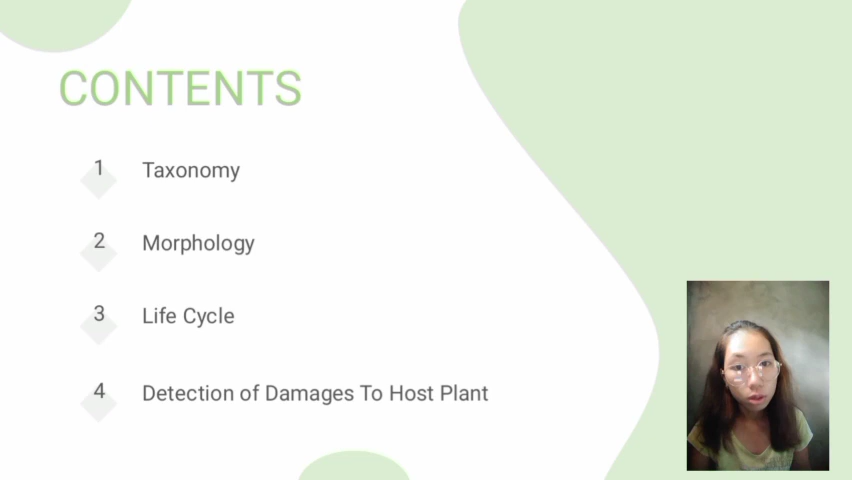 CONTENTS
1 Taxonomy
2 Morphology
3 Life Cycle
4 Detection of Damages To Host Plant